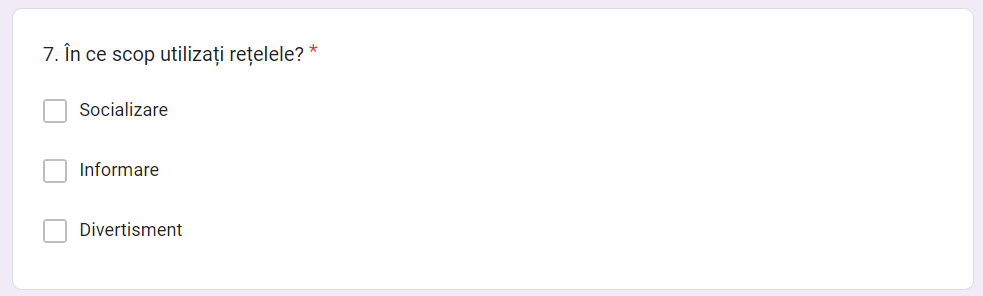 7. În ce scop utilizați rețelele? *
Socializare
Informare
Divertisment